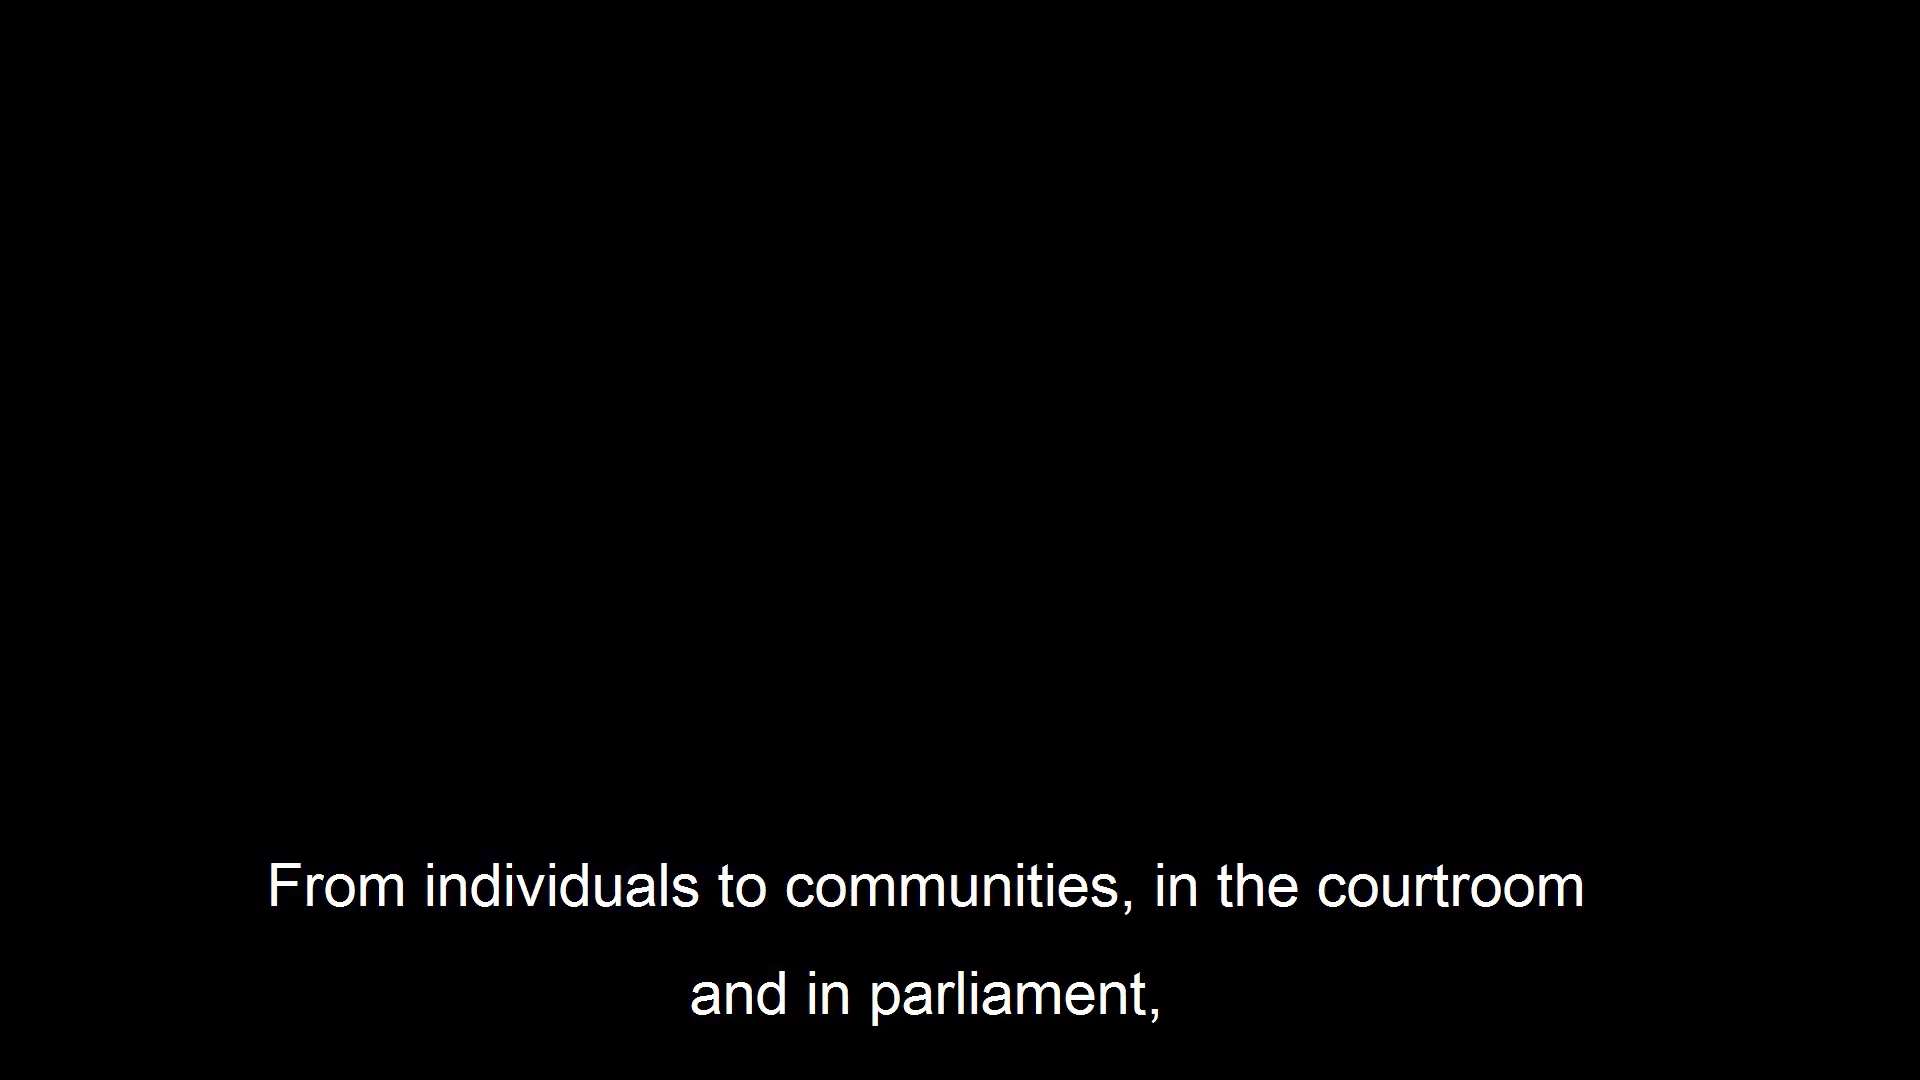 From individuals to communities, in the courtroom
and in parliament,